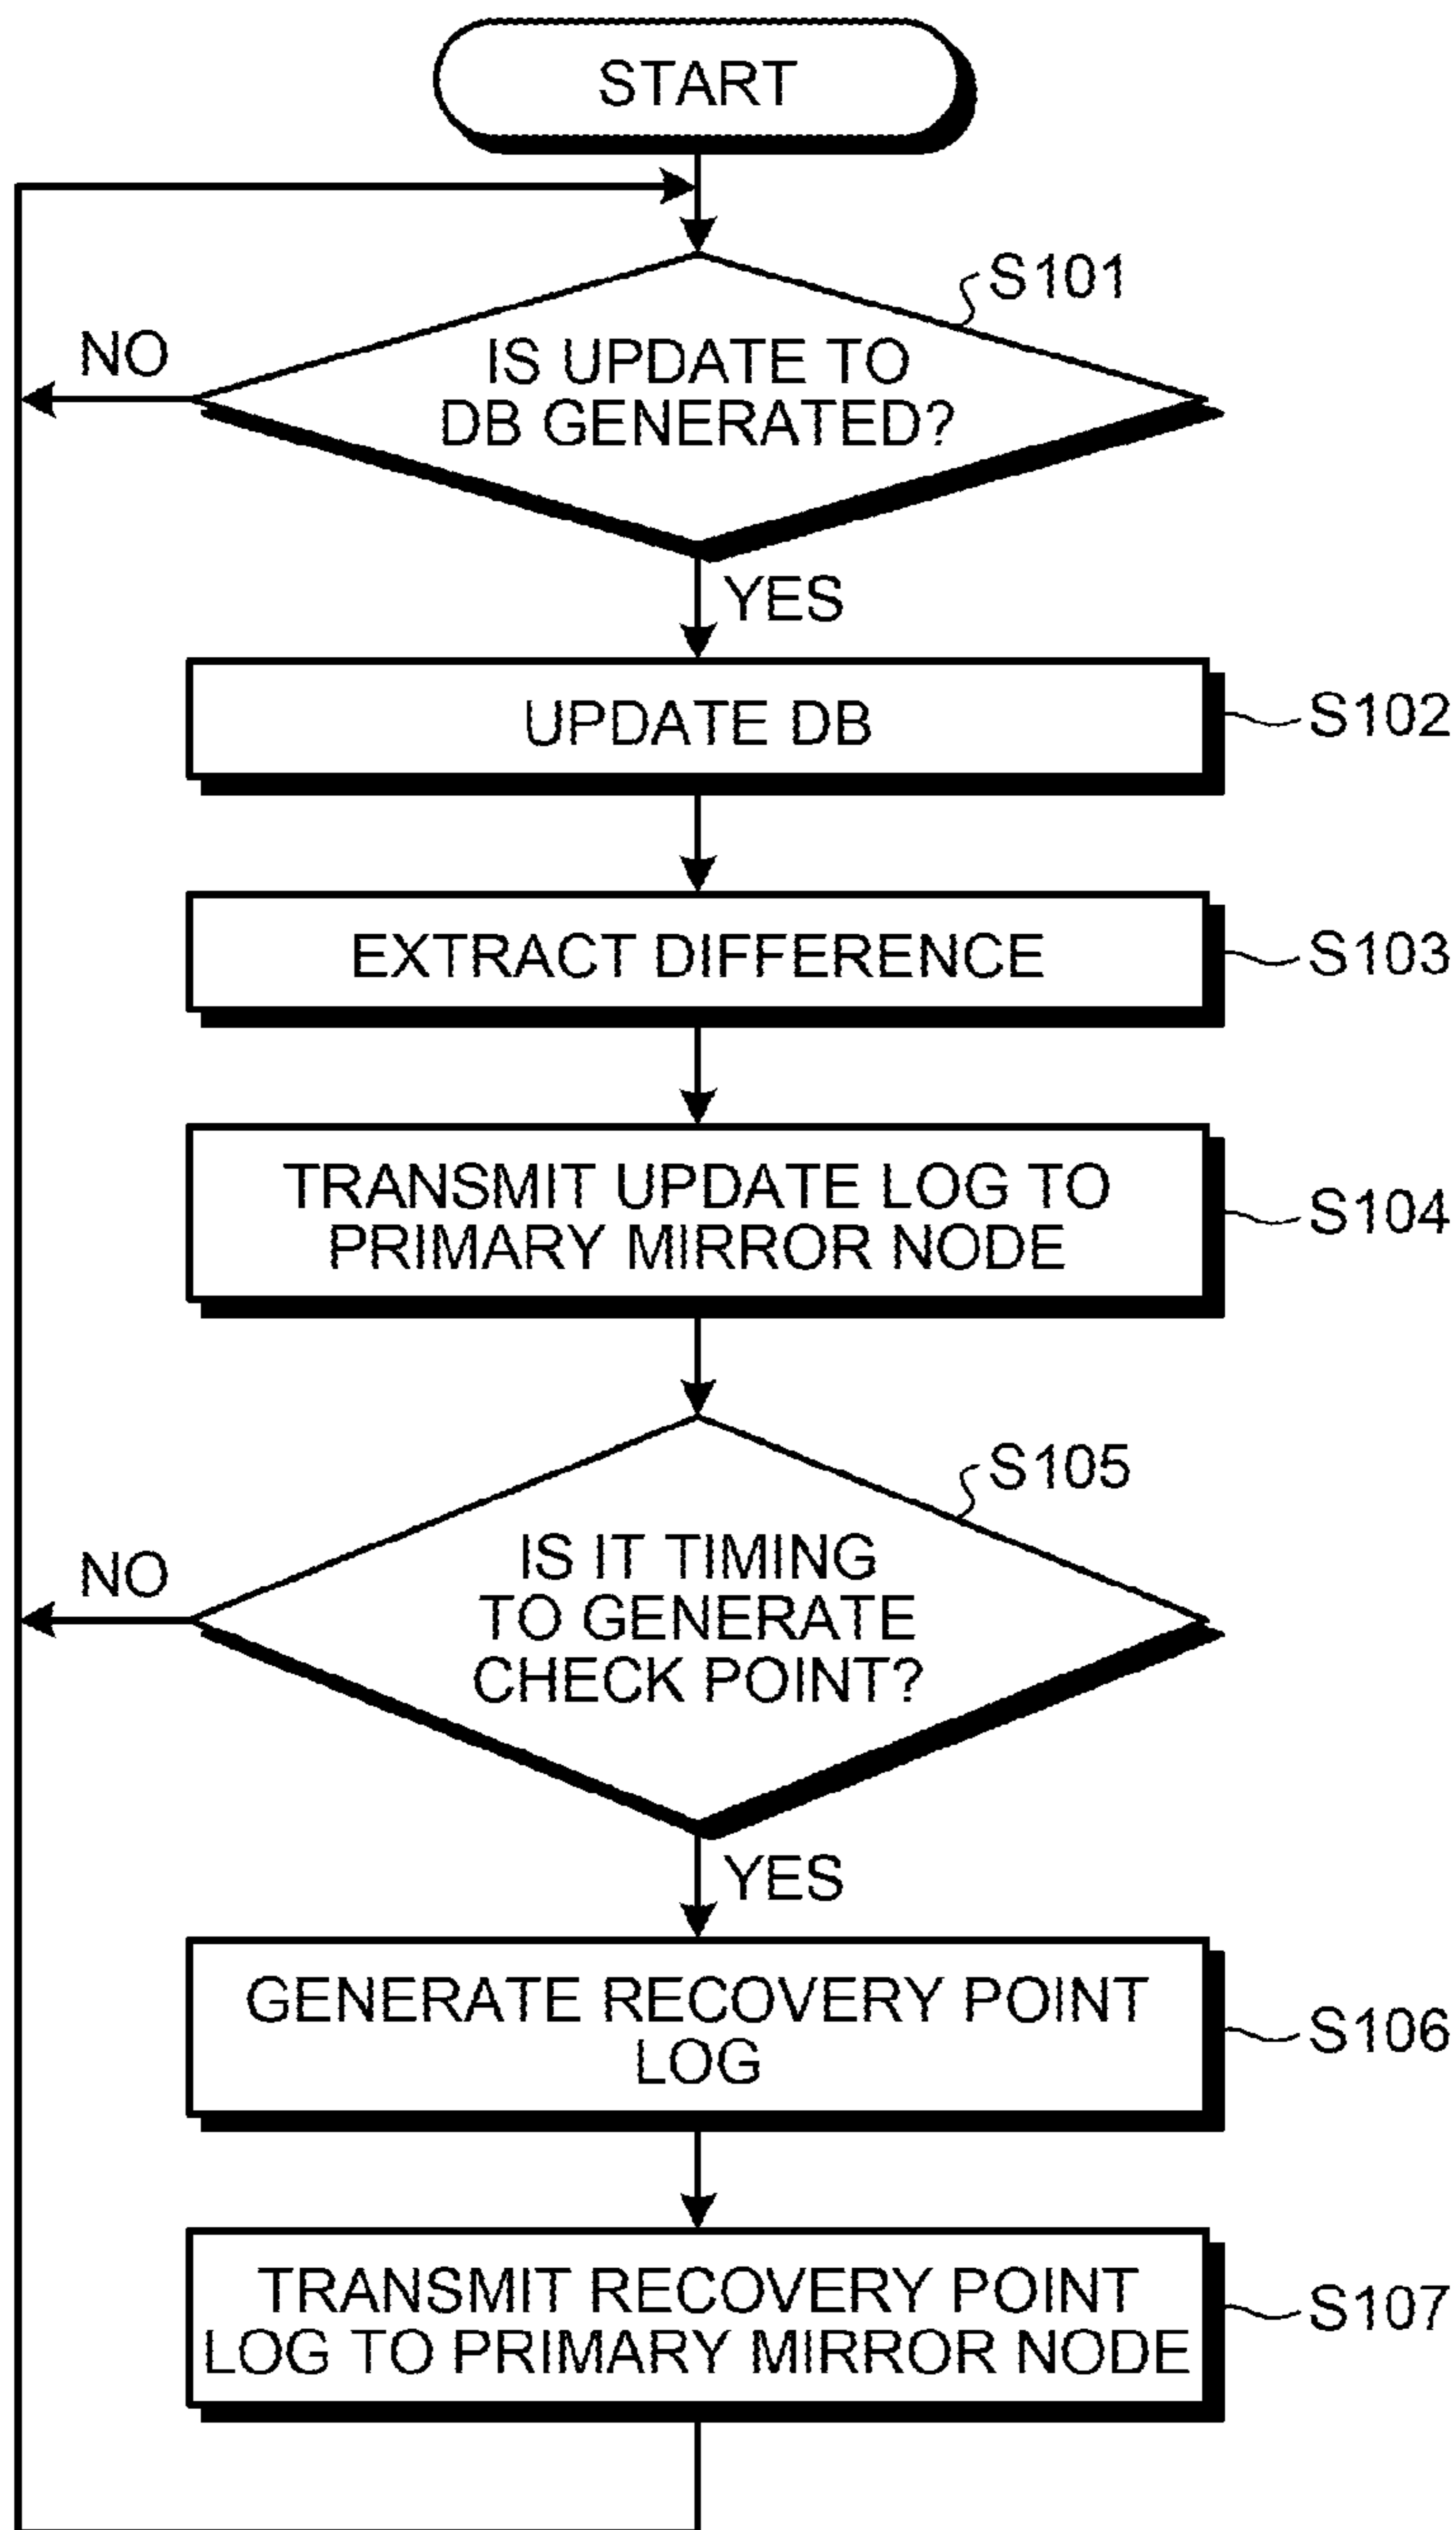 START
S101
NO
IS UPDATE TO
DB GENERATED?
YES
UPDATE DB
S102
EXTRACT DIFFERENCE
S103
TRANSMIT UPDATE LOG TO
PRIMARY MIRROR NODE
S104
S105
NO
IS IT TIMING
TO GENERATE
CHECK POINT?
YES
GENERATE RECOVERY POINT
LOG
S106
TRANSMIT RECOVERY POINT
LOG TO PRIMARY MIRROR NODE
S107